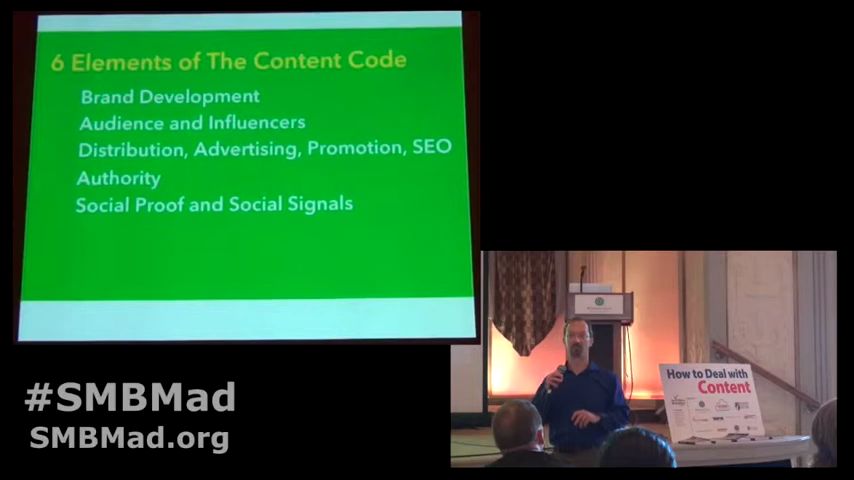 6 Elements of The Content Code
Brand Development
Audience and Influencers
Distribution, Advertising, Promotion, SEO
Authority
Social Proof and Social Signals
#SMBMad
SMBMad.org
How to Deal with
Content